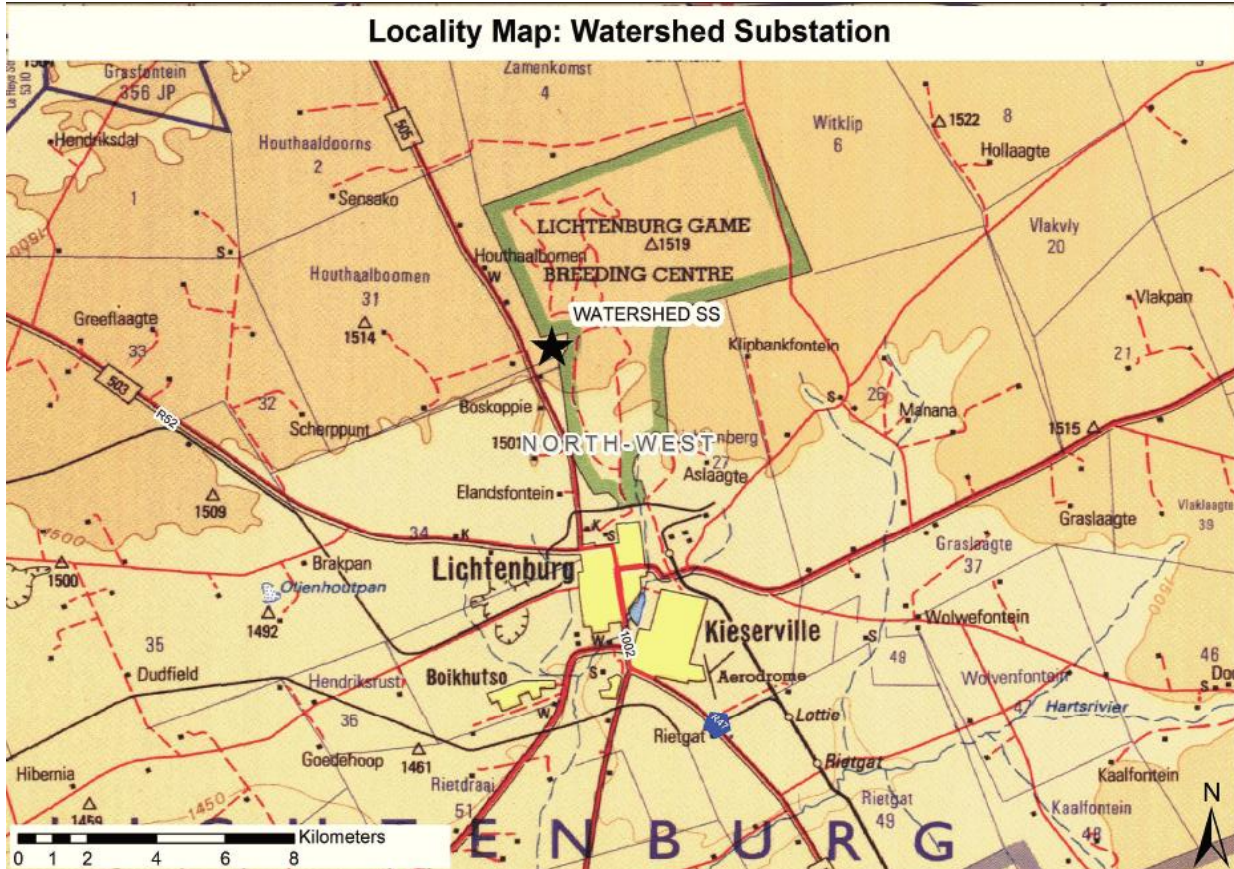 Locality Map: Watershed Substation
Grasfontein
356 JP
Zamenkomst
4
Hendriksdal
Houthaaldoorns
2
505
Witklip
6
1522
8
Hollaagte
1
Sensako
LICHTENBURG GAME
1519
BREEDING CENTRE
Vlakvly
20
1500
S
Houthaalboomen
31
Houthaalbomen
W
WATERSHED SS
Vlakpan
Greeflaagte
33
1514
Klipbankfontein
21
503
R52
32
Scherppunt
Boskoppie
1501
NORTH-WEST
27
Aslaagte
S
26
Manana
1515
1509
Elandsfontein
Graslaagte
Vlaklaagte
39
1500
34
K
K
S
Graslaagte
37
1500
Brakpan
Lichtenburg
Olienhoutpan
1492
Kieserville
Wolwefontein
S
49
35
Dudfield
W
1002
Boikhutso
S
Aerodrome
Wolvenfontein
47
46
S
Hartsrivier
Hendriksrust
36
W
R47
Lottie
Rietgat
Goedehoop
1461
Rietgat
Kaalfontein
Hibernia
1450
Rietdraai
51
Rietgat
49
Kaalfontein
48
1459
ENBURG
N
Kilometers
0 1 2 4 6 8